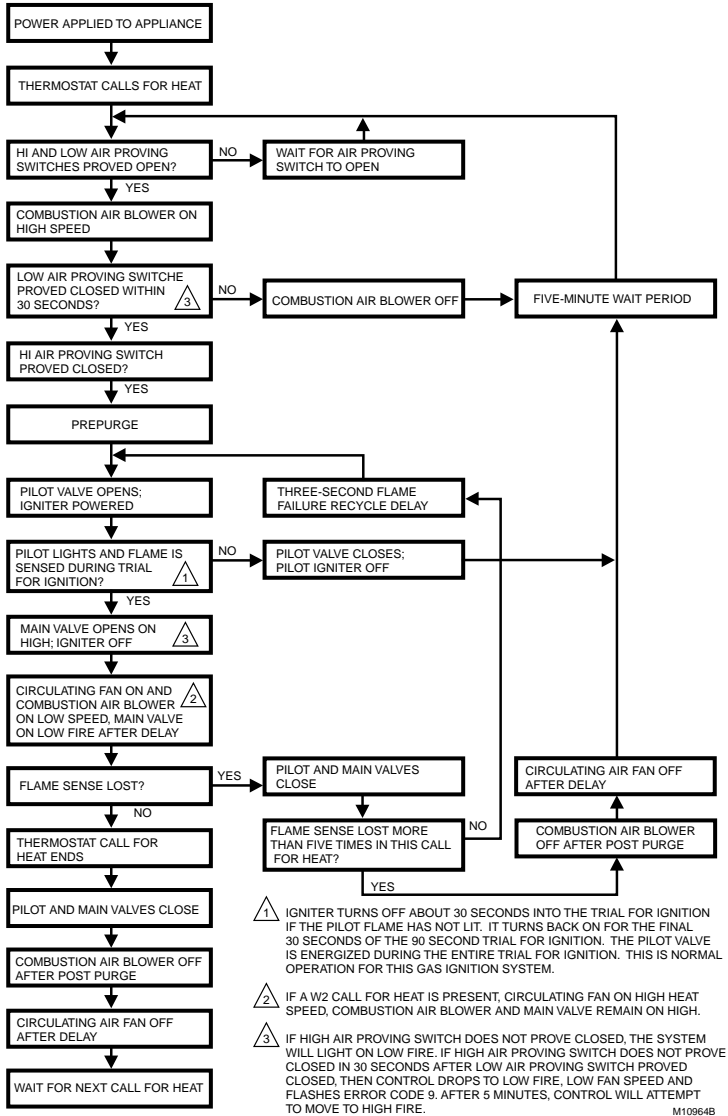 POWER APPLIED TO APPLIANCE
THERMOSTAT CALLS FOR HEAT
HI AND LOW AIR PROVING
SWITCHES PROVED OPEN?
NO
WAIT FOR AIR PROVING
SWITCH TO OPEN
YES
COMBUSTION AIR BLOWER ON
HIGH SPEED
LOW AIR PROVING SWITCHE
PROVED CLOSED WITHIN
30 SECONDS?
3
NO
COMBUSTION AIR BLOWER OFF
FIVE-MINUTE WAIT PERIOD
YES
HI AIR PROVING SWITCH
PROVED CLOSED?
YES
PREPURGE
PILOT VALVE OPENS;
IGNITER POWERED
THREE-SECOND FLAME
FAILURE RECYCLE DELAY
PILOT LIGHTS AND FLAME IS
SENSED DURING TRIAL
FOR IGNITION?
1
NO
PILOT VALVE CLOSES;
PILOT IGNITER OFF
YES
MAIN VALVE OPENS ON
HIGH; IGNITER OFF
3
CIRCULATING FAN ON AND
COMBUSTION AIR BLOWER
ON LOW SPEED, MAIN VALVE
ON LOW FIRE AFTER DELAY
2
FLAME SENSE LOST?
YES
PILOT AND MAIN VALVES
CLOSE
CIRCULATING AIR FAN OFF
AFTER DELAY
NO
THERMOSTAT CALL FOR
HEAT ENDS
FLAME SENSE LOST MORE
THAN FIVE TIMES IN THIS CALL
FOR HEAT?
NO
COMBUSTION AIR BLOWER
OFF AFTER POST PURGE
YES
PILOT AND MAIN VALVES CLOSE
COMBUSTION AIR BLOWER OFF
AFTER POST PURGE
CIRCULATING AIR FAN OFF
AFTER DELAY
WAIT FOR NEXT CALL FOR HEAT
1 IGNITER TURNS OFF ABOUT 30 SECONDS INTO THE TRIAL FOR IGNITION
IF THE PILOT FLAME HAS NOT LIT. IT TURNS BACK ON FOR THE FINAL
30 SECONDS OF THE 90 SECOND TRIAL FOR IGNITION. THE PILOT VALVE
IS ENERGIZED DURING THE ENTIRE TRIAL FOR IGNITION. THIS IS NORMAL
OPERATION FOR THIS GAS IGNITION SYSTEM.
2 IF A W2 CALL FOR HEAT IS PRESENT, CIRCULATING FAN ON HIGH HEAT
SPEED, COMBUSTION AIR BLOWER AND MAIN VALVE REMAIN ON HIGH.
3 IF HIGH AIR PROVING SWITCH DOES NOT PROVE CLOSED, THE SYSTEM
WILL LIGHT ON LOW FIRE. IF HIGH AIR PROVING SWITCH DOES NOT PROVE
CLOSED IN 30 SECONDS AFTER LOW AIR PROVING SWITCH PROVED
CLOSED, THEN CONTROL DROPS TO LOW FIRE, LOW FAN SPEED AND
FLASHES ERROR CODE 9. AFTER 5 MINUTES, CONTROL WILL ATTEMPT
TO MOVE TO HIGH FIRE.
M10964B